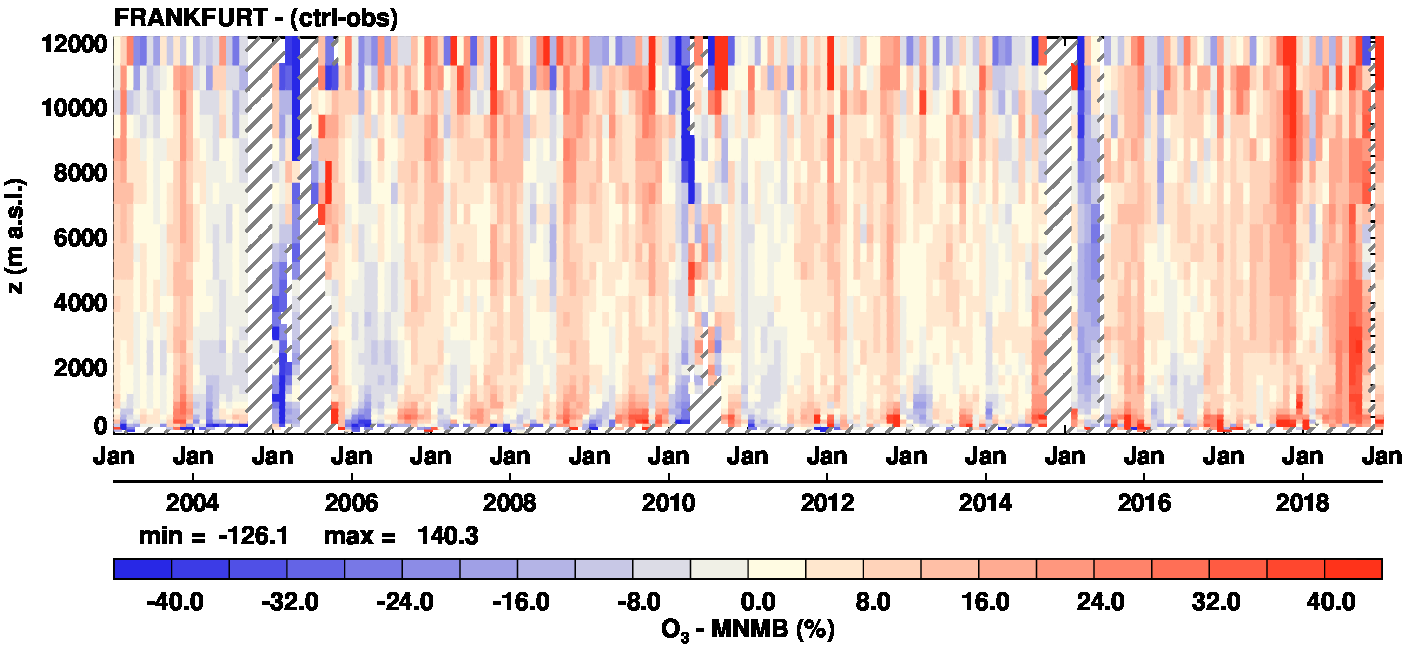 FRANKFURT - (ctrl-obs)
12000
10000
8000
6000
4000
2000
0
z (m a.s.l.)
Jan Jan Jan Jan Jan Jan Jan Jan Jan Jan Jan Jan Jan Jan Jan Jan Jan
2004 2006 2008 2010 2012 2014 2016 2018
min = -126.1 max = 140.3
-40.0 -32.0 -24.0 -16.0 -8.0 0.0 8.0 16.0 24.0 32.0 40.0
O₃ - MNMB (%)